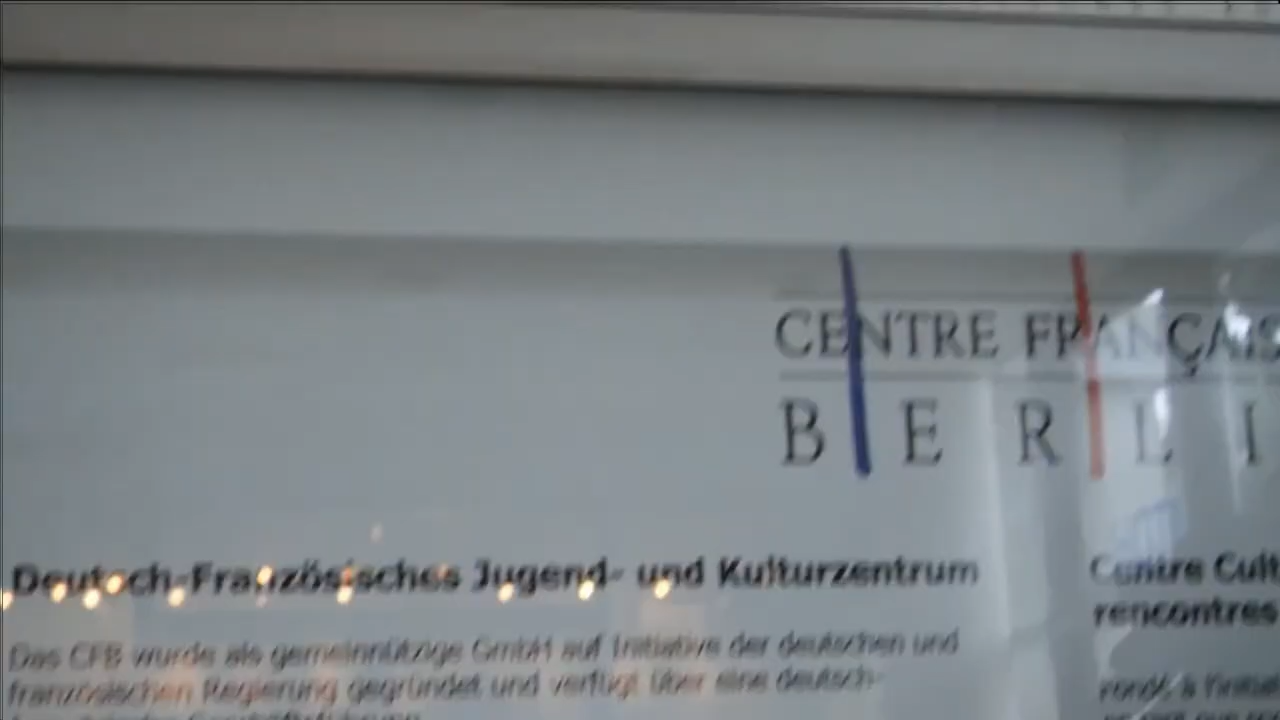 CENTRE FRANÇAIS
BERLI
Deutsch-Französisches Jugend- und Kulturzentrum
Centre Cult
rencontres
Das CFB wurde als gemeinnützige GmbH auf Initiative der deutschen und
französischen Regierung gegründet und verfügt über eine deutsch-